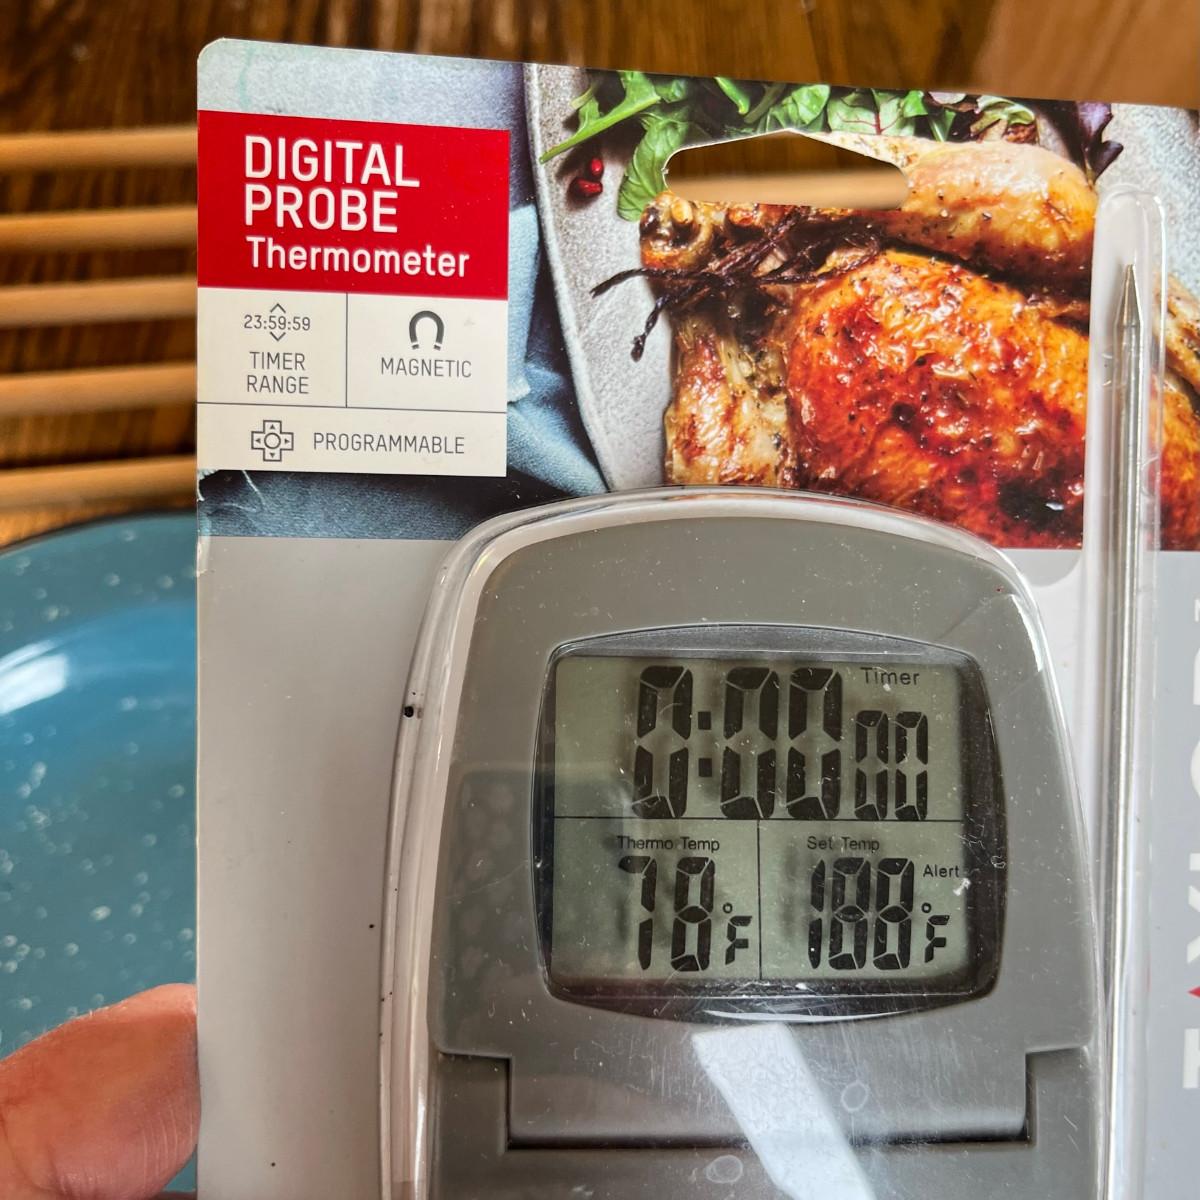 DIGITAL
PROBE
Thermometer
23:59:59
TIMER
RANGE
MAGNETIC
PROGRAMMABLE
Timer
0:00 00
Thermo Temp
Set Temp
Alert
78°F
188°F